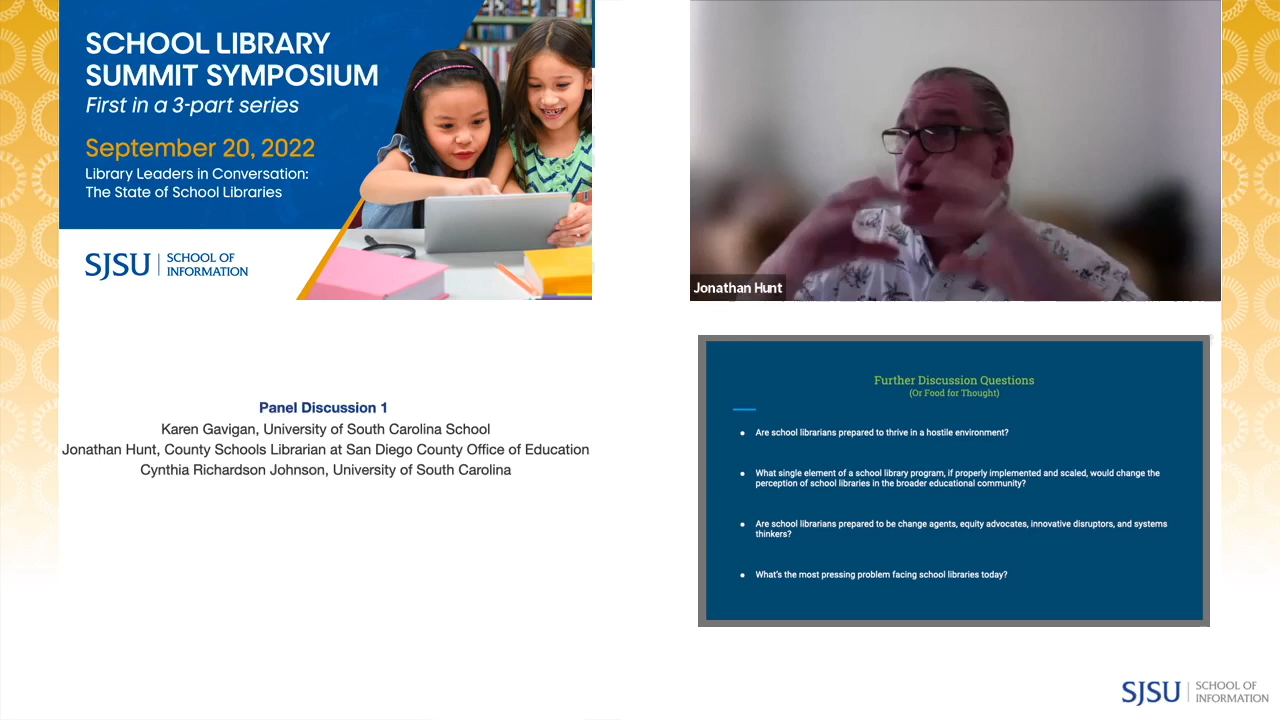 SCHOOL LIBRARY
SUMMIT SYMPOSIUM
First in a 3-part series
September 20, 2022
Library Leaders in Conversation:
The State of School Libraries
SJSU | SCHOOL OF
INFORMATION
Jonathan Hunt
Panel Discussion 1
Karen Gavigan, University of South Carolina School
Jonathan Hunt, County Schools Librarian at San Diego County Office of Education
Cynthia Richardson Johnson, University of South Carolina
Further Discussion Questions
(Or Food for Thought)
● Are school librarians prepared to thrive in a hostile environment?
● What single element of a school library program, if properly implemented and scaled, would change the
perception of school libraries in the broader educational community?
● Are school librarians prepared to be change agents, equity advocates, innovative disruptors, and systems
thinkers?
● What's the most pressing problem facing school libraries today?
SJSU | SCHOOL OF
INFORMATION